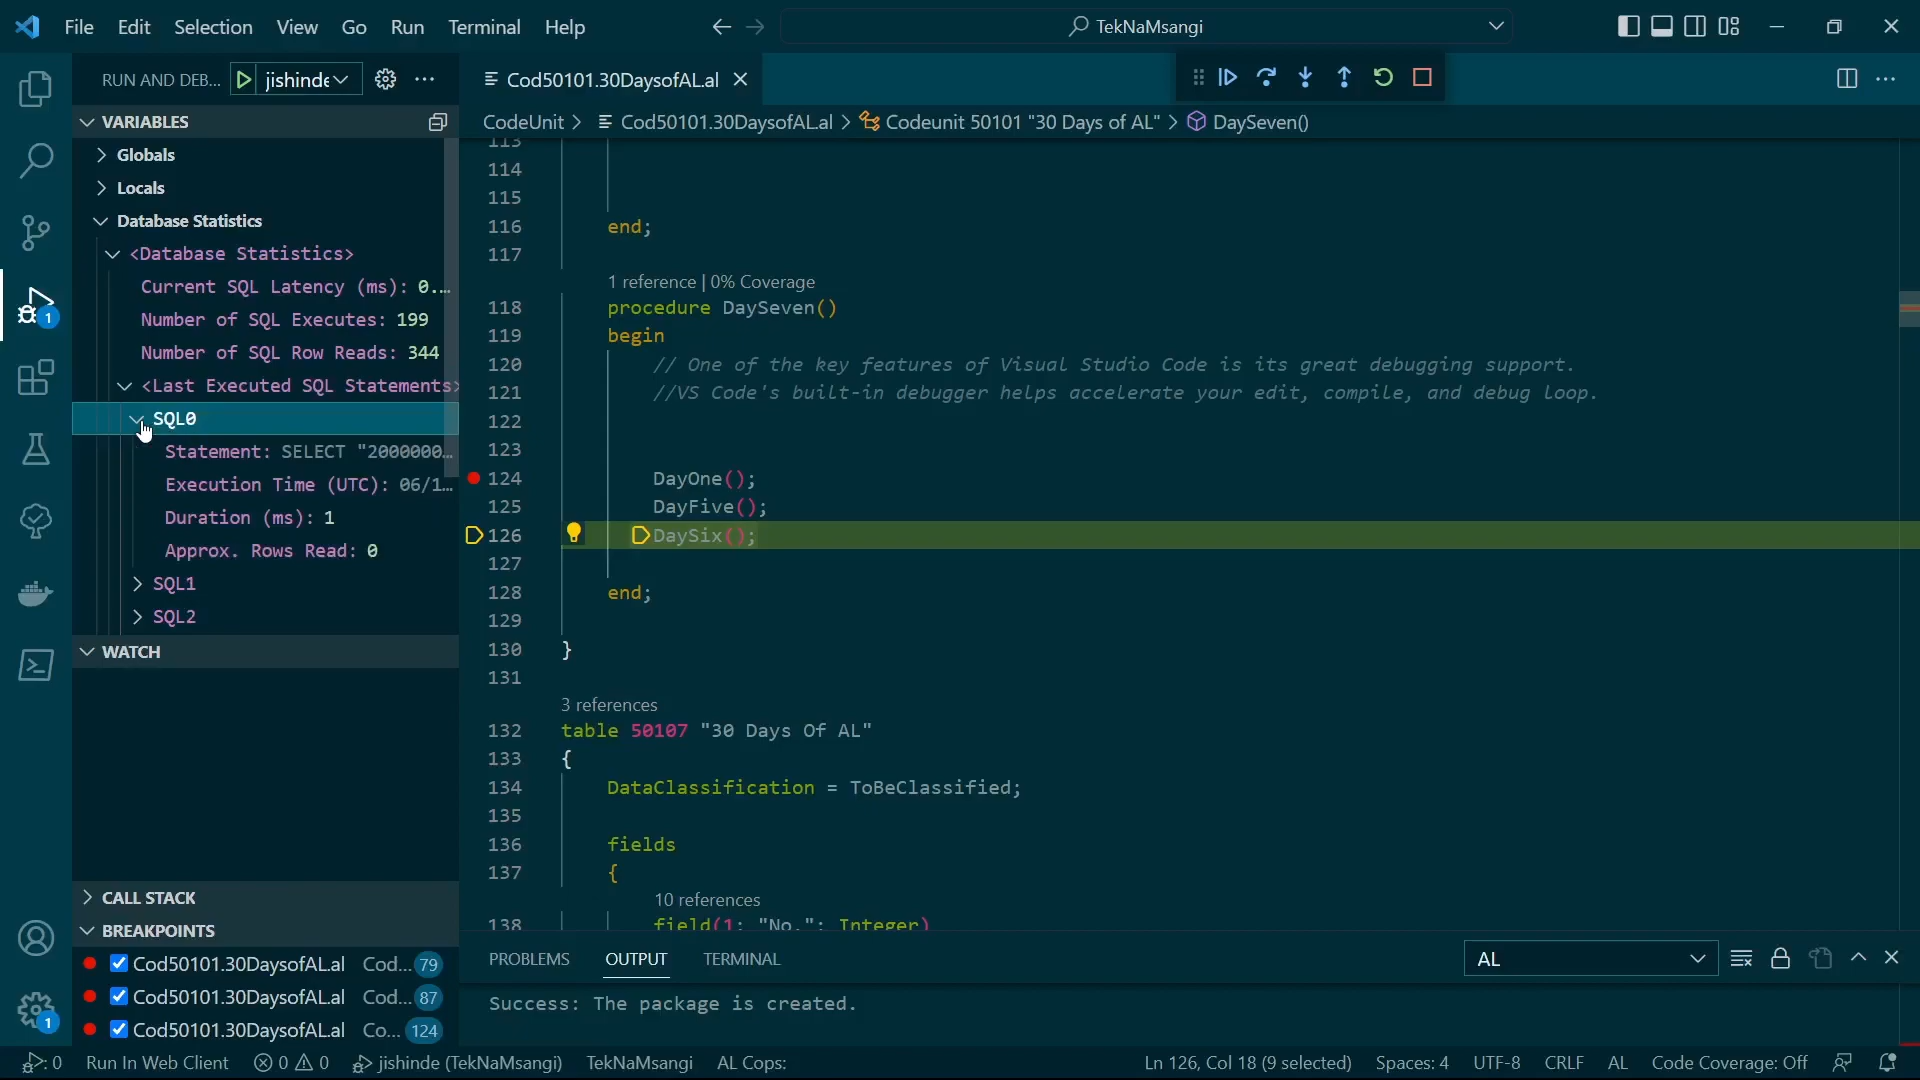 File Edit Selection View Go Run Terminal Help
TekNaMsangi
RUN AND DEB... jishinde
Cod50101.30DaysofAL.al
VARIABLES
CodeUnit > Cod50101.30DaysofAL.al > Codeunit 50101 "30 Days of AL" > DaySeven()
Globals
Locals
Database Statistics
<Database Statistics>
Current SQL Latency (ms): 0....
Number of SQL Executes: 199
Number of SQL Row Reads: 344
<Last Executed SQL Statements>
SQL0
Statement: SELECT "2000000...
Execution Time (UTC): 06/1...
Duration (ms): 1
Approx. Rows Read: 0
SQL1
SQL2
WATCH
CALL STACK
BREAKPOINTS
Cod50101.30DaysofAL.al Cod... 79
Cod50101.30DaysofAL.al Cod... 87
Cod50101.30DaysofAL.al Co... 124
113
114
115
116 end;
117
1 reference | 0% Coverage
118 procedure DaySeven()
119 begin
120 // One of the key features of Visual Studio Code is its great debugging support.
121 //VS Code's built-in debugger helps accelerate your edit, compile, and debug loop.
122
123
124 DayOne();
125 DayFive();
126 DaySix();
127
128 end;
129
130 }
131
3 references
132 table 50107 "30 Days Of AL"
133 {
134 DataClassification = ToBeClassified;
135
136 fields
137 {
10 references
138 field(1; "No."; Integer)
PROBLEMS OUTPUT TERMINAL
AL
Success: The package is created.
0 Run In Web Client 0 0 jishinde (TekNaMsangi) TekNaMsangi AL Cops: Ln 126, Col 18 (9 selected) Spaces: 4 UTF-8 CRLF AL Code Coverage: Off
1
1